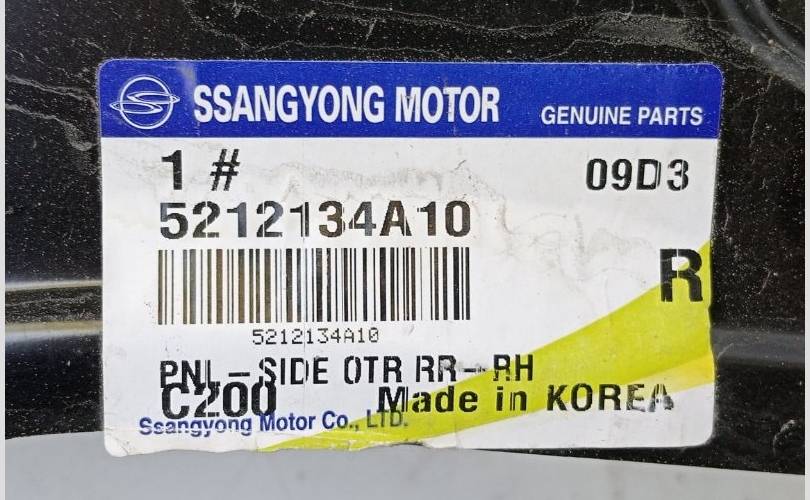 SSANGYONG MOTOR GENUINE PARTS
1 # 09D3
5212134A10
R
5212134A10
PNL-SIDE OTR RR-RH
C200 Made in KOREA
Ssangyong Motor Co., LTD.